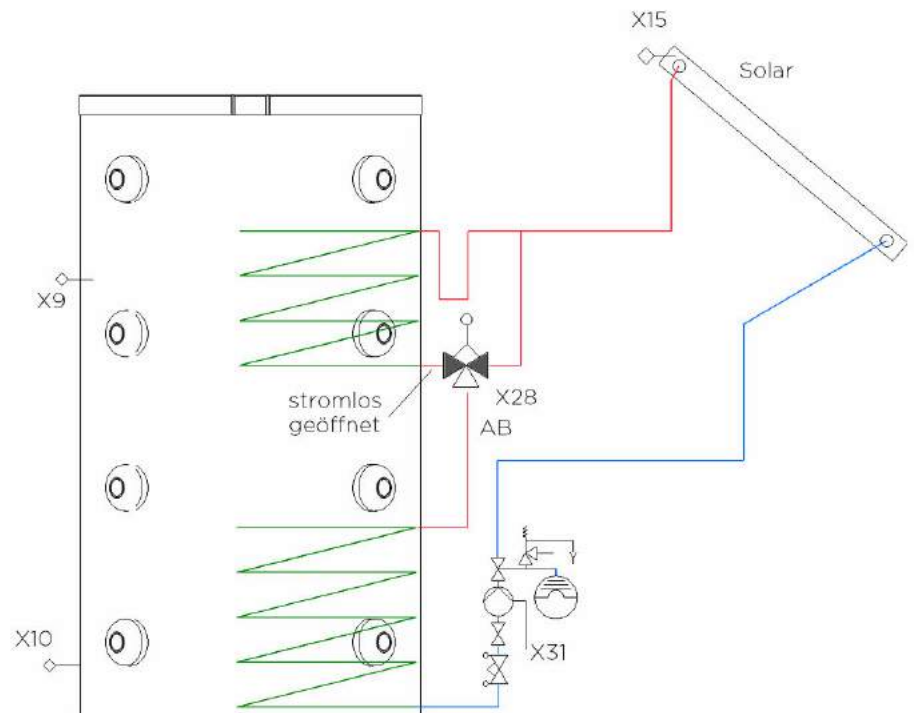 X15
Solar
X9
stromlos
geöffnet
X28
AB
X10
X31